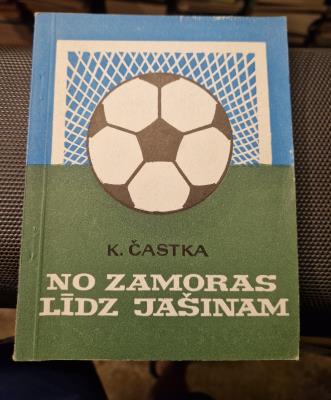 K. ČASTKA
NO ZAMORAS
LĪDZ JAŠINAM